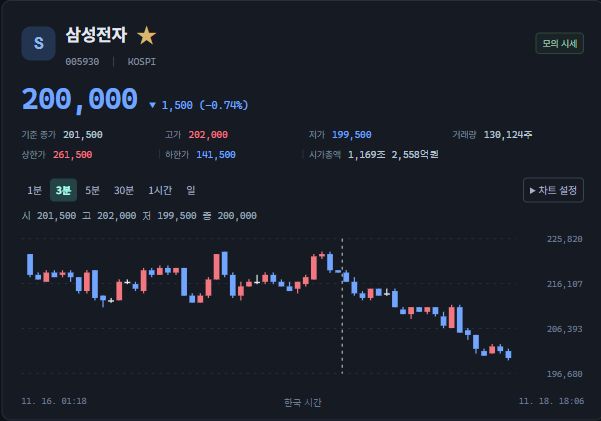 S
삼성전자 ★
005930 | KOSPI
모의 시세
200,000 ▼ 1,500 (-0.74%)
기준 종가 201,500 고가 202,000 저가 199,500 거래량 130,124주
상한가 261,500 하한가 141,500 시가총액 1,169조 2,558억원
1분 3분 5분 30분 1시간 일
▶ 차트 설정
시 201,500 고 202,000 저 199,500 종 200,000
225,820
216,107
206,393
196,680
11. 16. 01:18 한국 시간 11. 18. 18:06